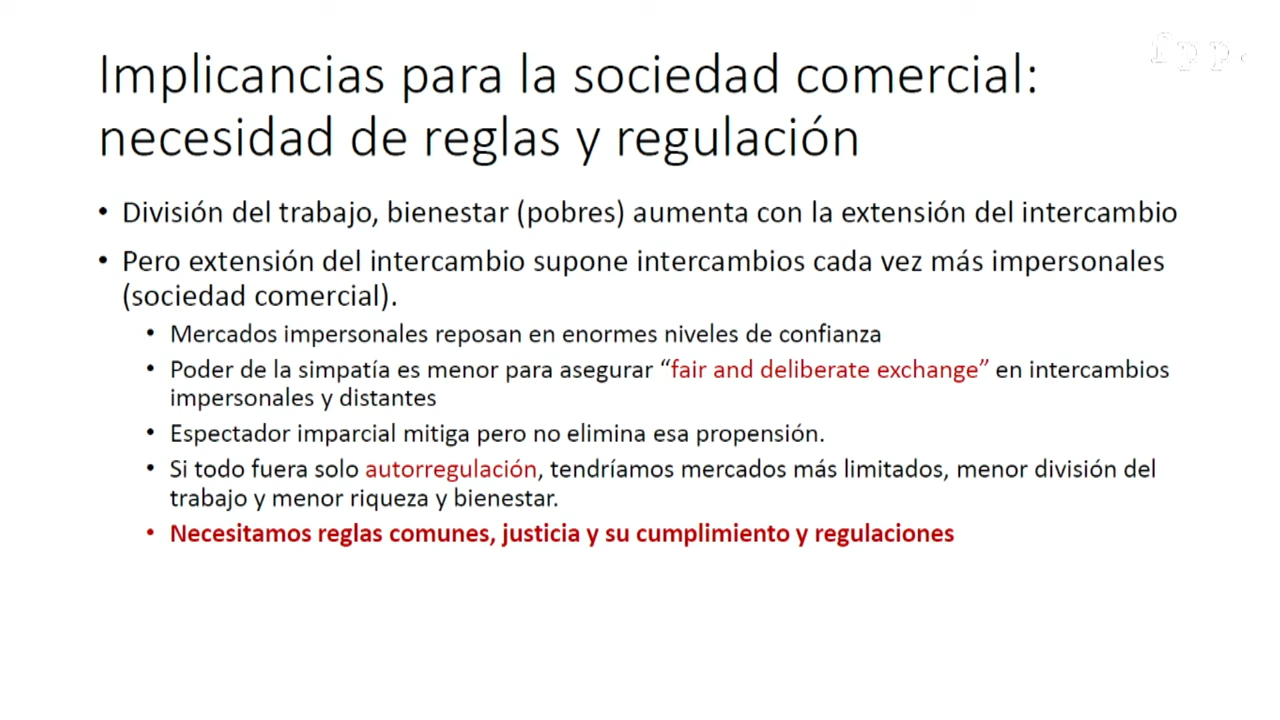 fpp.
Implicancias para la sociedad comercial:
necesidad de reglas y regulación
• División del trabajo, bienestar (pobres) aumenta con la extensión del intercambio
• Pero extensión del intercambio supone intercambios cada vez más impersonales
(sociedad comercial).
• Mercados impersonales reposan en enormes niveles de confianza
• Poder de la simpatía es menor para asegurar “fair and deliberate exchange” en intercambios
impersonales y distantes
• Espectador imparcial mitiga pero no elimina esa propensión.
• Si todo fuera solo autorregulación, tendríamos mercados más limitados, menor división del
trabajo y menor riqueza y bienestar.
• Necesitamos reglas comunes, justicia y su cumplimiento y regulaciones